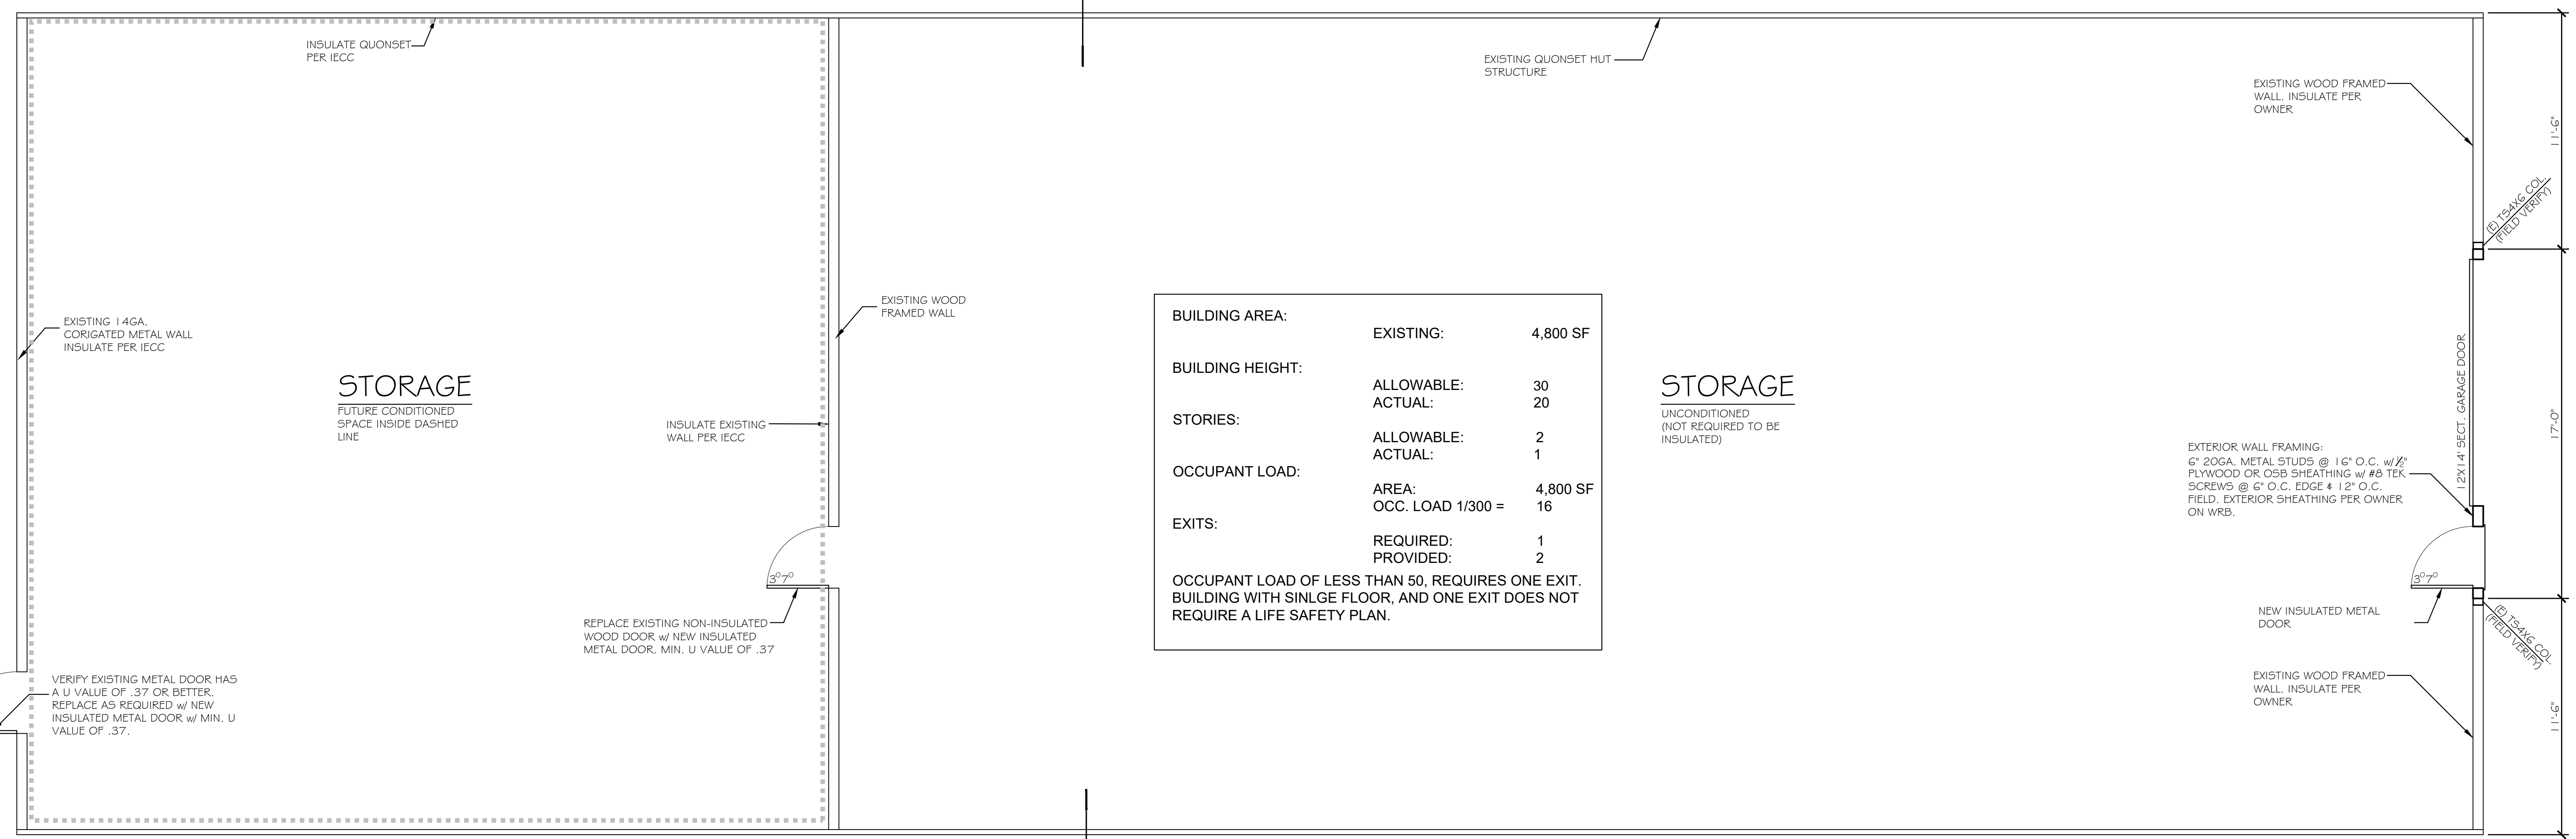 INSULATE QUONSET
PER IECC
EXISTING QUONSET HUT
STRUCTURE
EXISTING WOOD FRAMED
WALL, INSULATE PER
OWNER
11'-6"
(E) TS4X6 COL.
(FIELD VERIFY)
EXISTING 14GA.
CORIGATED METAL WALL
INSULATE PER IECC
EXISTING WOOD
FRAMED WALL
STORAGE
FUTURE CONDITIONED
SPACE INSIDE DASHED
LINE
INSULATE EXISTING
WALL PER IECC
BUILDING AREA:
EXISTING: 4,800 SF
BUILDING HEIGHT:
ALLOWABLE: 30
ACTUAL: 20
STORIES:
ALLOWABLE: 2
ACTUAL: 1
OCCUPANT LOAD:
AREA: 4,800 SF
OCC. LOAD 1/300 = 16
EXITS:
REQUIRED: 1
PROVIDED: 2
OCCUPANT LOAD OF LESS THAN 50, REQUIRES ONE EXIT.
BUILDING WITH SINLGE FLOOR, AND ONE EXIT DOES NOT
REQUIRE A LIFE SAFETY PLAN.
STORAGE
UNCONDITIONED
(NOT REQUIRED TO BE
INSULATED)
12'X14' SECT. GARAGE DOOR
17'-0"
EXTERIOR WALL FRAMING:
6" 20GA. METAL STUDS @ 16" O.C. w/ ½"
PLYWOOD OR OSB SHEATHING w/ #8 TEK
SCREWS @ 6" O.C. EDGE & 12" O.C.
FIELD. EXTERIOR SHEATHING PER OWNER
ON WRB.
3⁰7⁰
REPLACE EXISTING NON-INSULATED
WOOD DOOR w/ NEW INSULATED
METAL DOOR. MIN. U VALUE OF .37
3⁰7⁰
NEW INSULATED METAL
DOOR
(E) TS4X6 COL.
(FIELD VERIFY)
VERIFY EXISTING METAL DOOR HAS
A U VALUE OF .37 OR BETTER.
REPLACE AS REQUIRED w/ NEW
INSULATED METAL DOOR w/ MIN. U
VALUE OF .37.
EXISTING WOOD FRAMED
WALL, INSULATE PER
OWNER
11'-6"